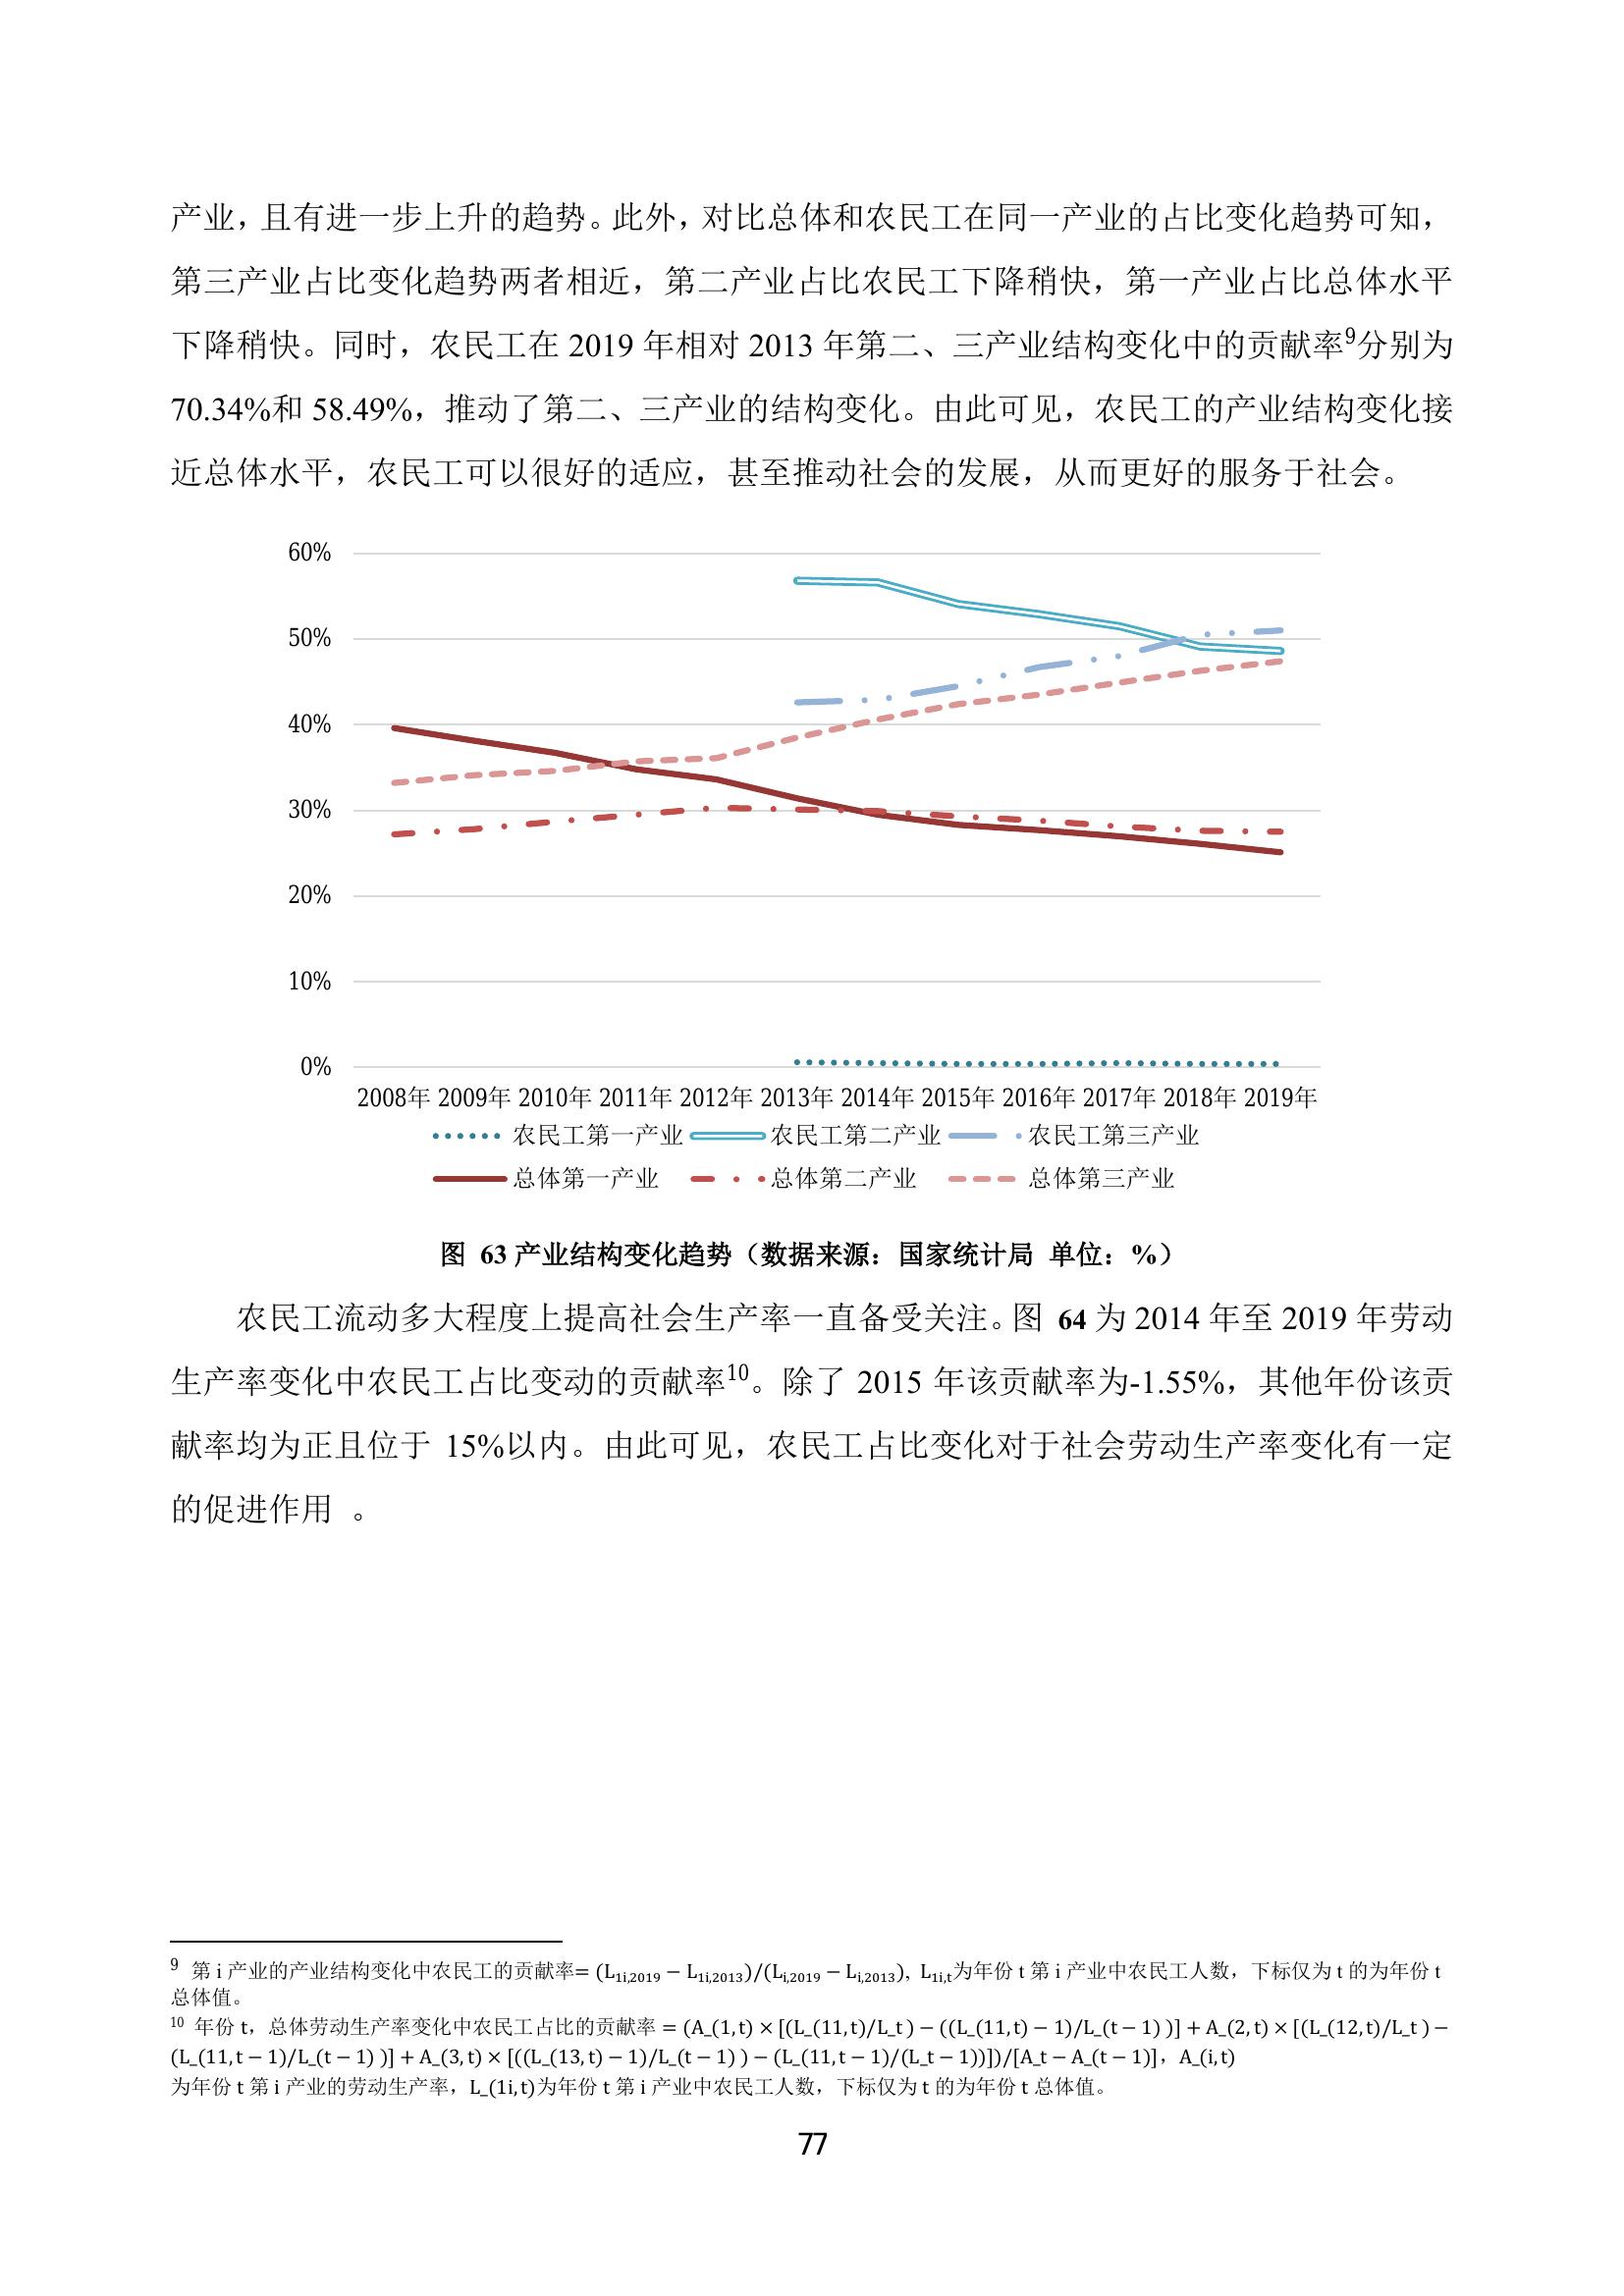 产业，且有进一步上升的趋势。此外，对比总体和农民工在同一产业的占比变化趋势可知，
第三产业占比变化趋势两者相近，第二产业占比农民工下降稍快，第一产业占比总体水平
下降稍快。同时，农民工在 2019 年相对 2013 年第二、三产业结构变化中的贡献率⁹分别为
70.34%和 58.49%，推动了第二、三产业的结构变化。由此可见，农民工的产业结构变化接
近总体水平，农民工可以很好的适应，甚至推动社会的发展，从而更好的服务于社会。
60%
50%
40%
30%
20%
10%
0%
2008年 2009年 2010年 2011年 2012年 2013年 2014年 2015年 2016年 2017年 2018年 2019年
农民工第一产业 农民工第二产业 农民工第三产业
总体第一产业 总体第二产业 总体第三产业
图 63 产业结构变化趋势（数据来源：国家统计局 单位：%）
农民工流动多大程度上提高社会生产率一直备受关注。图 64 为 2014 年至 2019 年劳动
生产率变化中农民工占比变动的贡献率¹⁰。除了 2015 年该贡献率为-1.55%，其他年份该贡
献率均为正且位于 15%以内。由此可见，农民工占比变化对于社会劳动生产率变化有一定
的促进作用 。
⁹ 第 i 产业的产业结构变化中农民工的贡献率= (L₁ᵢ,₂₀₁₉ − L₁ᵢ,₂₀₁₃)/(Lᵢ,₂₀₁₉ − Lᵢ,₂₀₁₃)，L₁ᵢ,ₜ为年份 t 第 i 产业中农民工人数，下标仅为 t 的为年份 t
总体值。
¹⁰ 年份 t，总体劳动生产率变化中农民工占比的贡献率 = (A_(1,t) × [(L_(11,t)/L_t ) − ((L_(11,t) − 1)/L_(t − 1) )] + A_(2,t) × [(L_(12,t)/L_t ) −
(L_(11,t − 1)/L_(t − 1) )] + A_(3,t) × [((L_(13,t) − 1)/L_(t − 1) ) − (L_(11,t − 1)/(L_t − 1))])/[A_t − A_(t − 1)]，A_(i,t)
为年份 t 第 i 产业的劳动生产率，L_(1i,t)为年份 t 第 i 产业中农民工人数，下标仅为 t 的为年份 t 总体值。
77